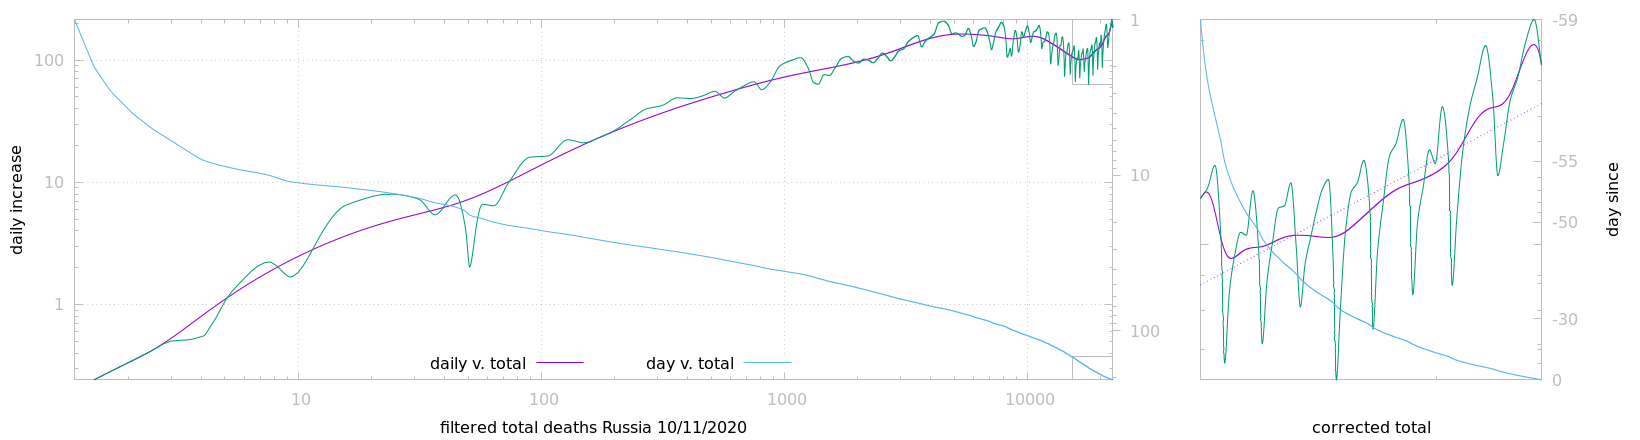 daily increase
100
10
1
10
100
1000
10000
1
10
100
daily v. total
day v. total
filtered total deaths Russia 10/11/2020
-59
-55
-50
-30
0
day since
corrected total